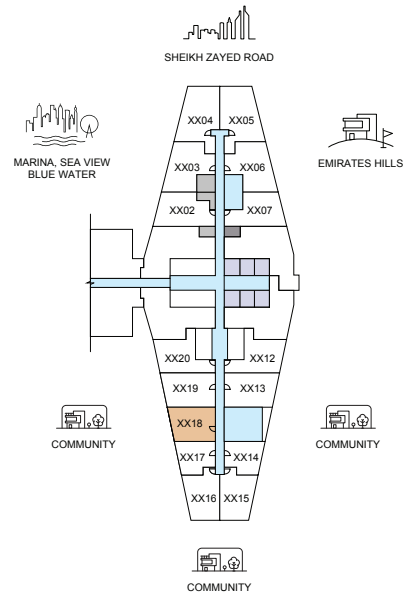 SHEIKH ZAYED ROAD
XX04 XX05
MARINA, SEA VIEW
BLUE WATER
EMIRATES HILLS
XX03 XX06
XX02 XX07
XX20 XX12
XX19 XX13
COMMUNITY
COMMUNITY
XX18
XX17 XX14
XX16 XX15
COMMUNITY